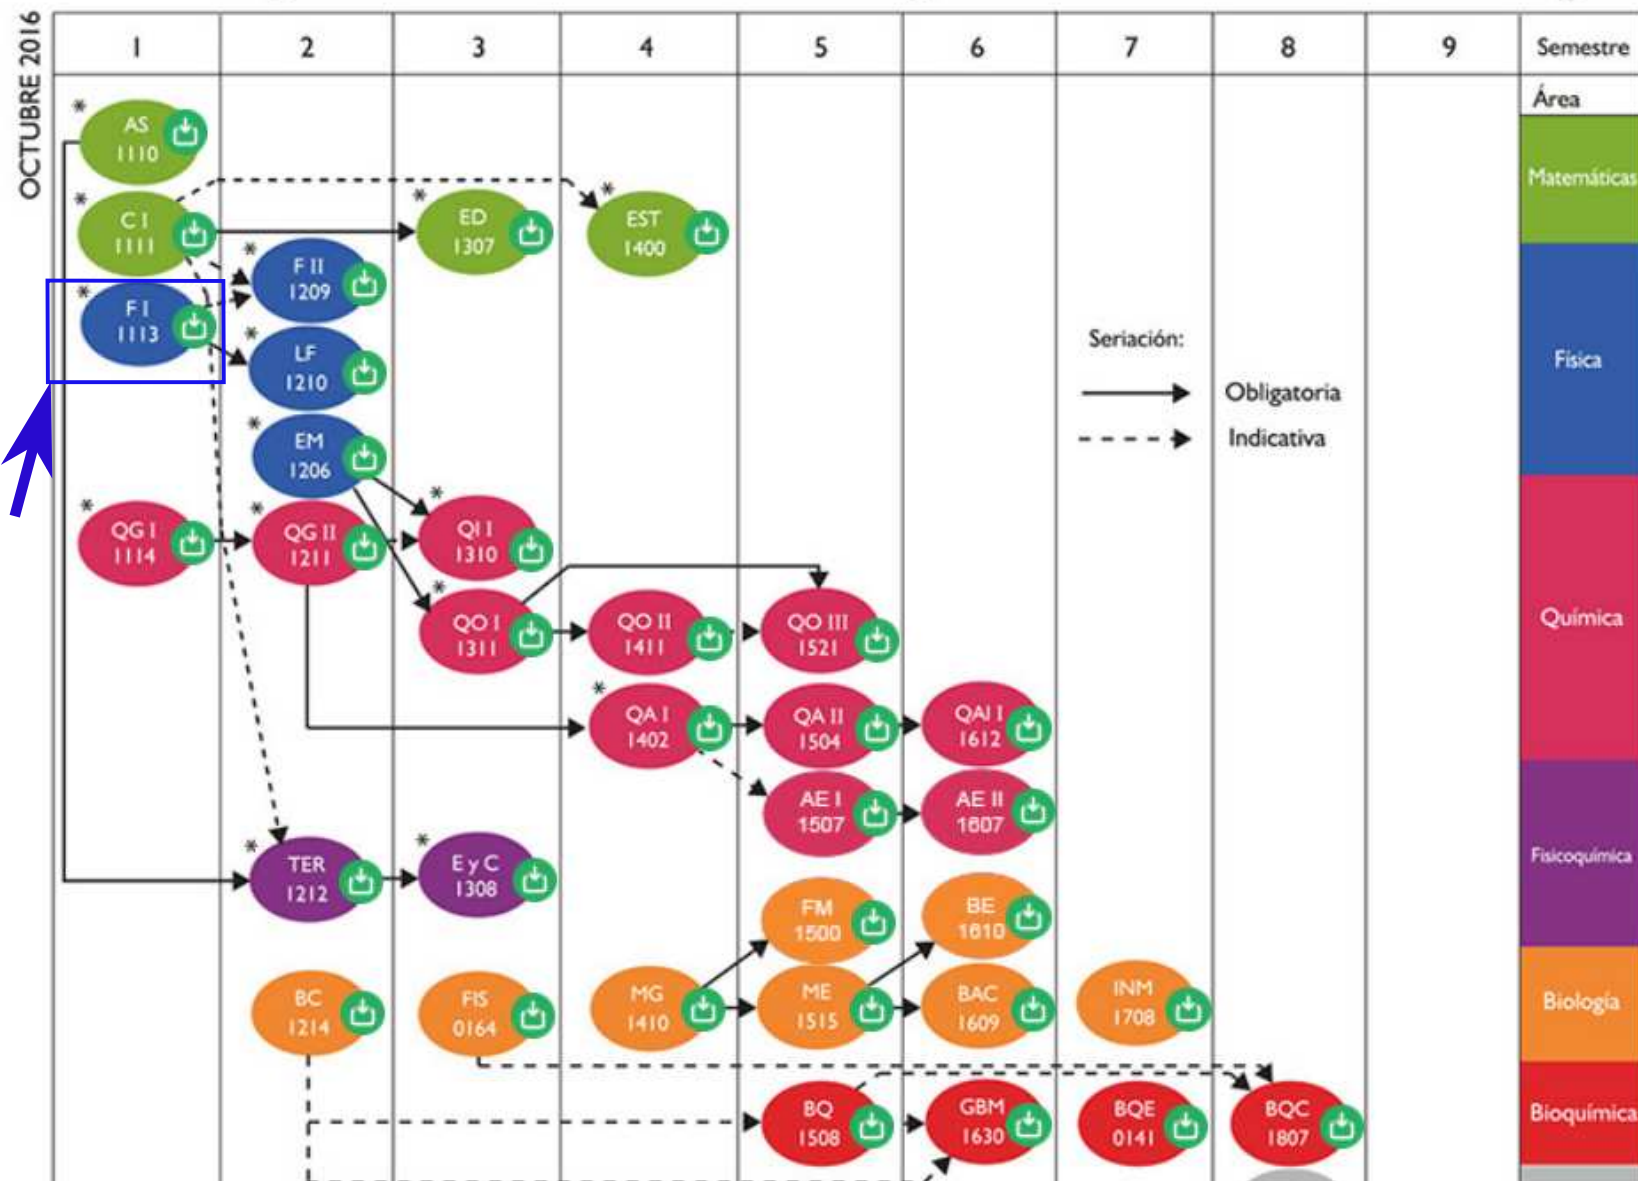 OCTUBRE 2016
1 2 3 4 5 6 7 8 9 Semestre
Área
* AS
1110
Matemáticas
* C I
1111
* ED
1307
* EST
1400
* F II
1209
* F I
1113
* LF
1210
Física
Seriación:
Obligatoria
Indicativa
* EM
1206
* QG I
1114
* QG II
1211
* QI I
1310
* QO I
1311
QO II
1411
QO III
1521
Química
* QA I
1402
QA II
1504
QAI I
1612
AE I
1507
AE II
1607
* TER
1212
* E y C
1308
Fisicoquímica
FM
1500
BE
1610
BC
1214
FIS
0164
MG
1410
ME
1515
BAC
1609
INM
1708
Biología
BQ
1508
GBM
1630
BQE
0141
BQC
1807
Bioquímica